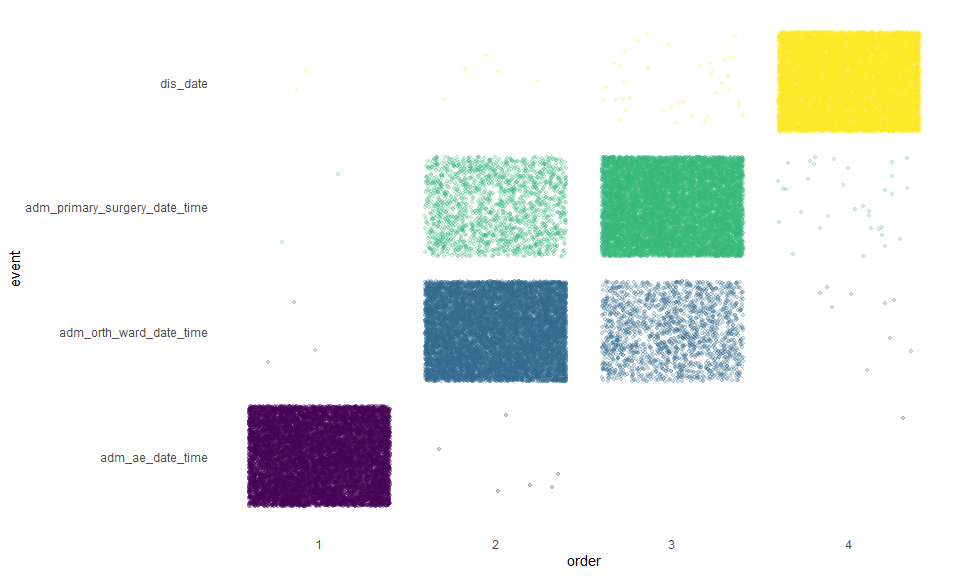 dis_date
adm_primary_surgery_date_time
adm_orth_ward_date_time
adm_ae_date_time
event
1 2 3 4
order